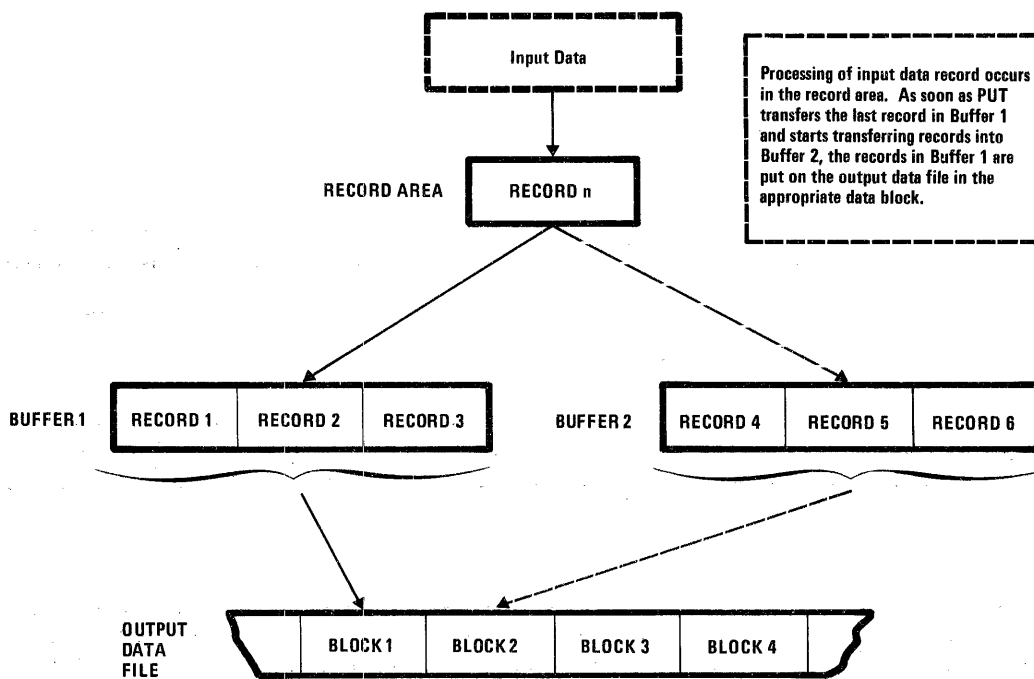 Input Data
Processing of input data record occurs
in the record area. As soon as PUT
transfers the last record in Buffer 1
and starts transferring records into
Buffer 2, the records in Buffer 1 are
put on the output data file in the
appropriate data block.
RECORD AREA
RECORD n
BUFFER 1
RECORD 1
RECORD 2
RECORD 3
BUFFER 2
RECORD 4
RECORD 5
RECORD 6
OUTPUT
DATA
FILE
BLOCK 1
BLOCK 2
BLOCK 3
BLOCK 4